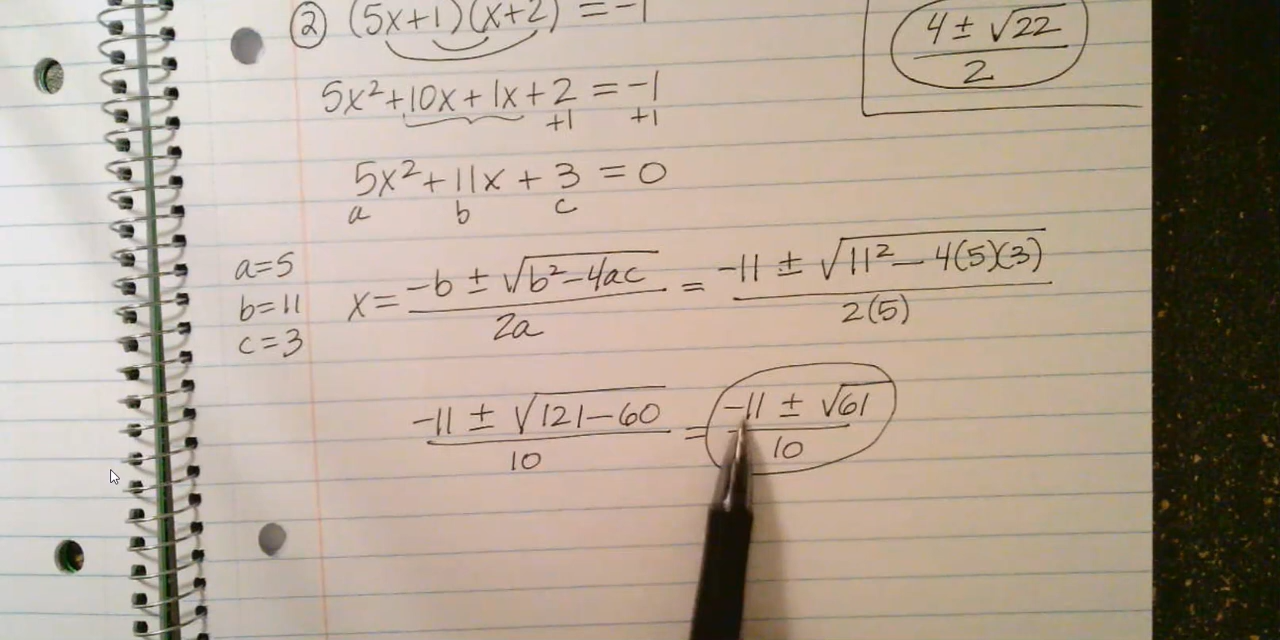 ② (5x+1)(x+2) = -1
5x²+10x+1x+2 = -1
+1 +1
5x²+11x+3 = 0
a b c
a=5
b=11
c=3
x = (-b ± √(b²-4ac)) / 2a = (-11 ± √(11²-4(5)(3))) / 2(5)
(-11 ± √(121-60)) / 10 = (-11 ± √61) / 10
(4 ± √22) / 2